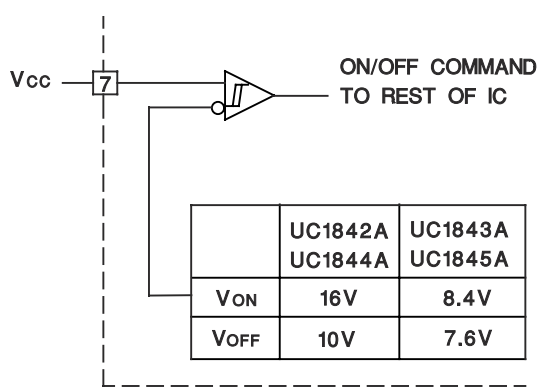 ON/OFF COMMAND
Vcc 7 TO REST OF IC
UC1842A UC1843A
UC1844A UC1845A
VON 16V 8.4V
VOFF 10V 7.6V